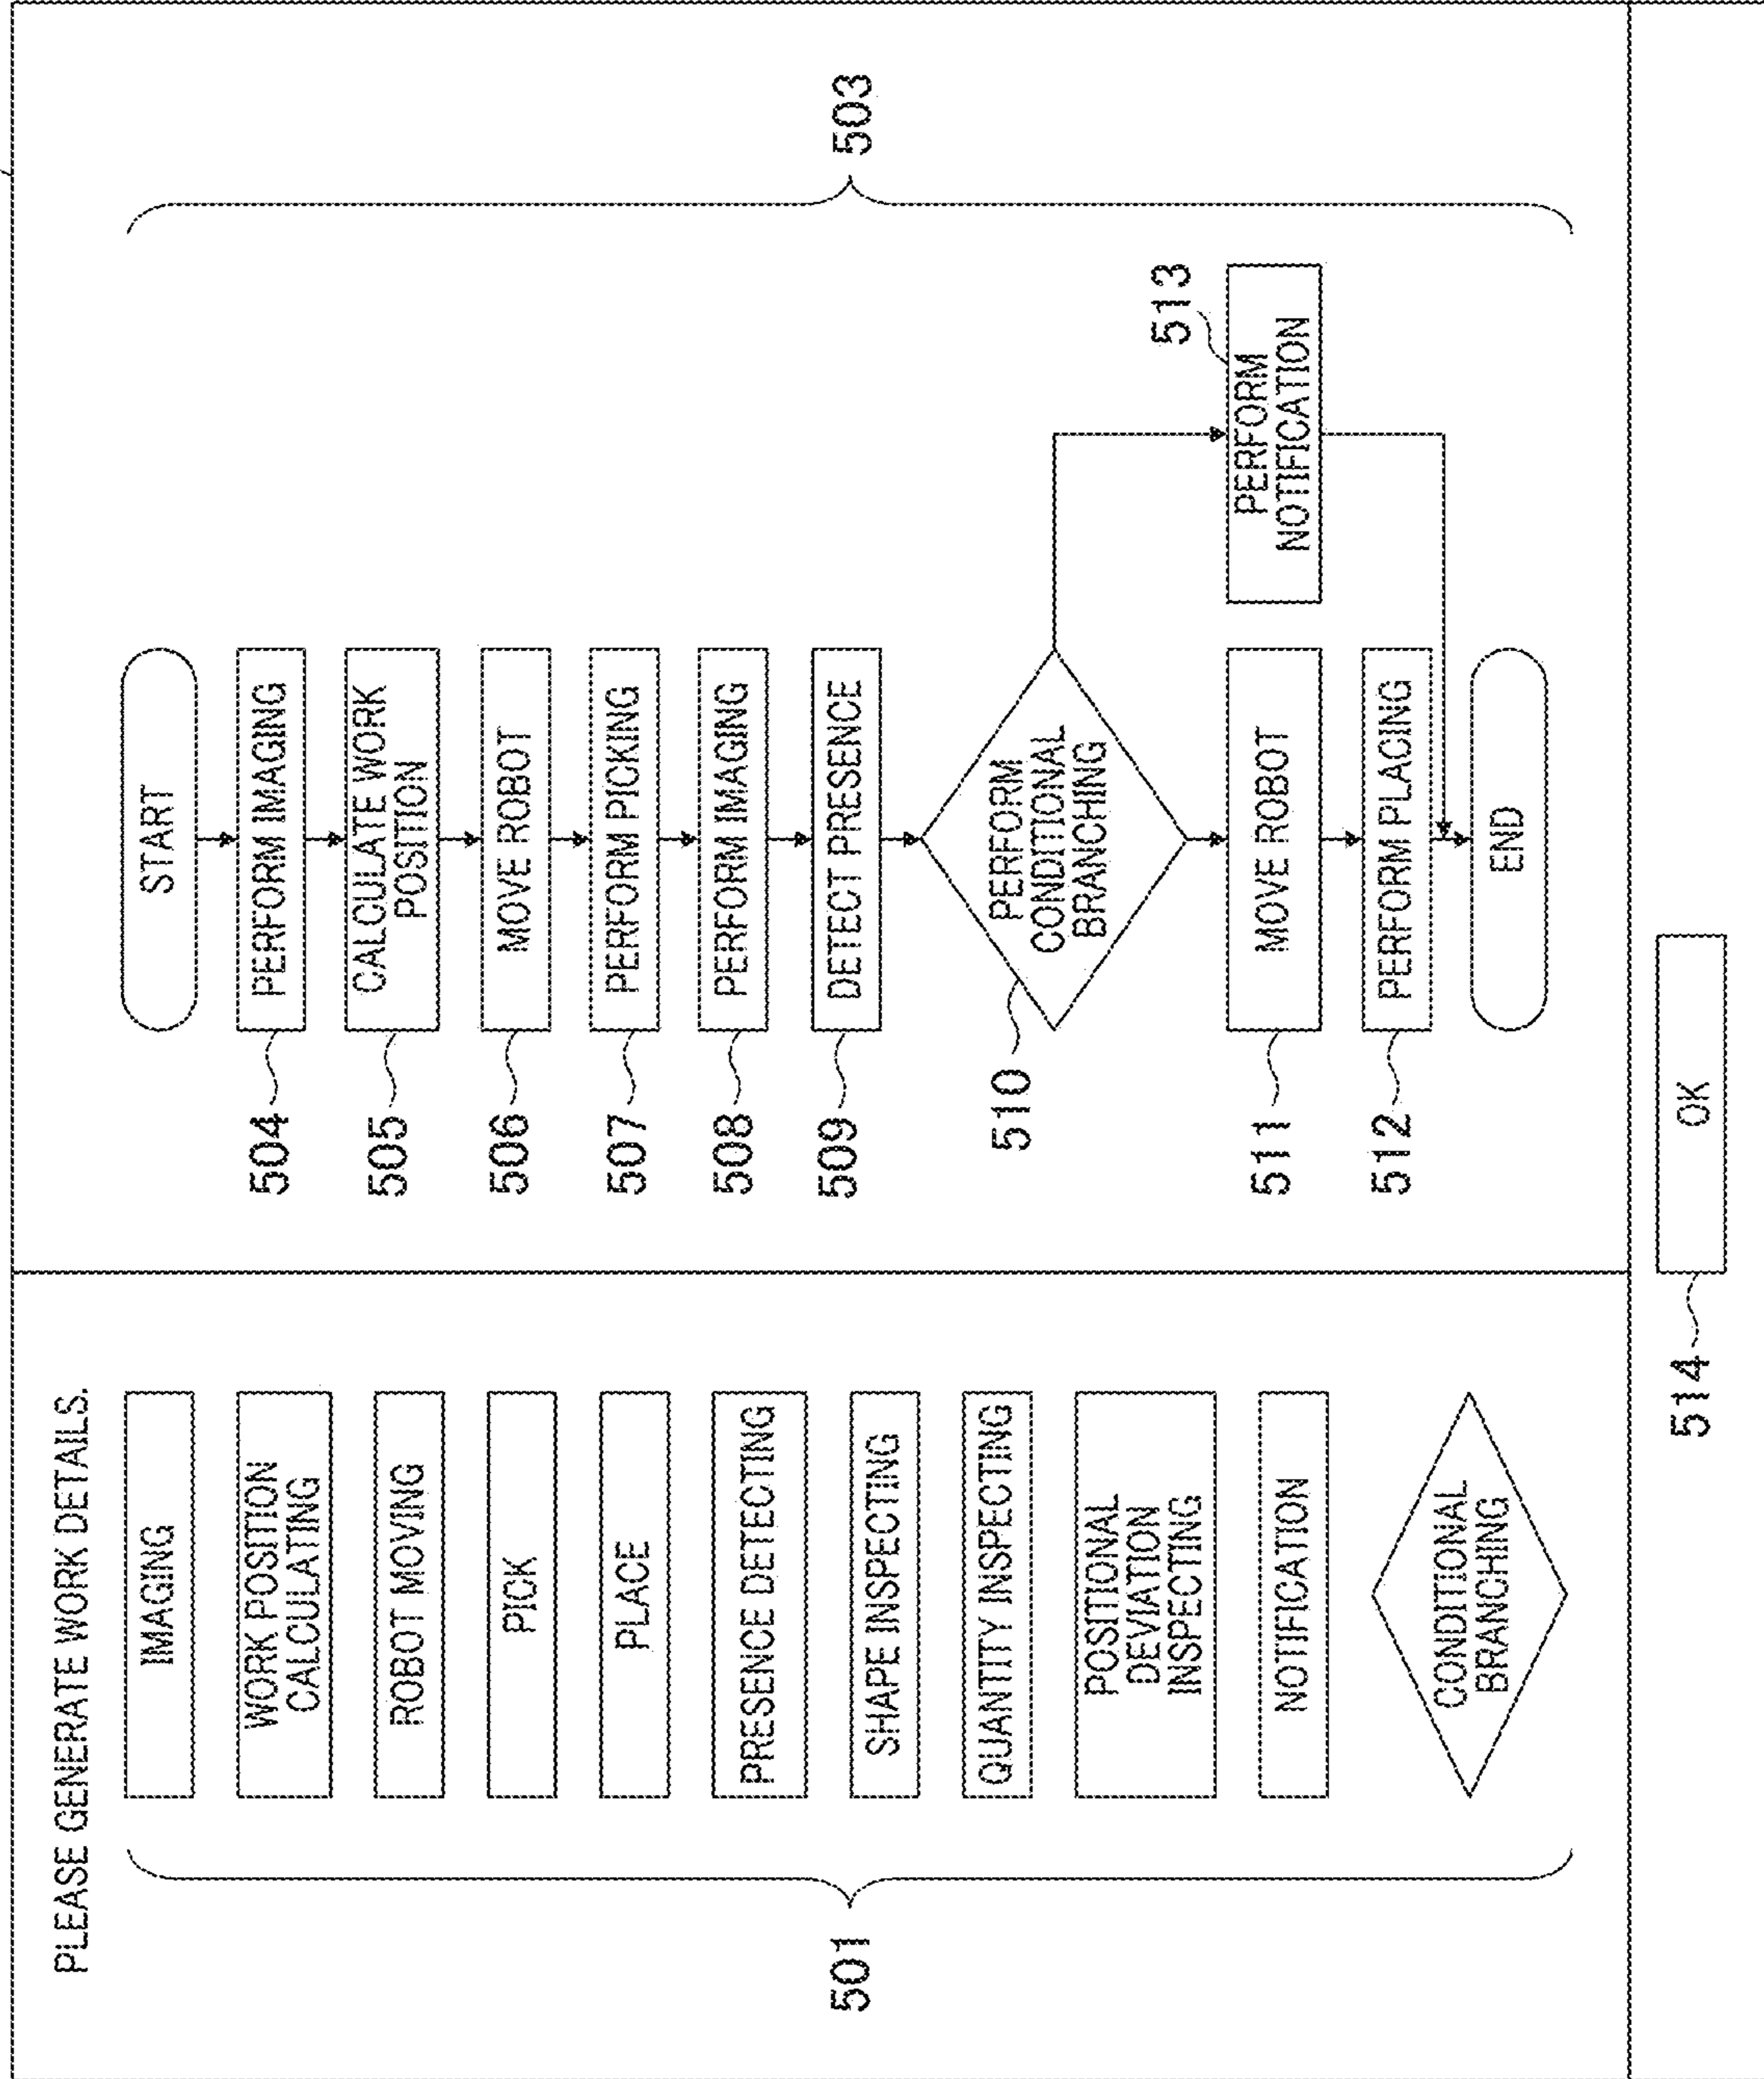 PLEASE GENERATE WORK DETAILS.
501
IMAGING
WORK POSITION
CALCULATING
ROBOT MOVING
PICK
PLACE
PRESENCE DETECTING
SHAPE INSPECTING
QUANTITY INSPECTING
POSITIONAL
DEVIATION
INSPECTING
NOTIFICATION
CONDITIONAL
BRANCHING
START
504
PERFORM IMAGING
505
CALCULATE WORK
POSITION
506
MOVE ROBOT
507
PERFORM PICKING
508
PERFORM IMAGING
509
DETECT PRESENCE
510
PERFORM
CONDITIONAL
BRANCHING
511
MOVE ROBOT
513
PERFORM
NOTIFICATION
512
PERFORM PLACING
END
503
514
OK